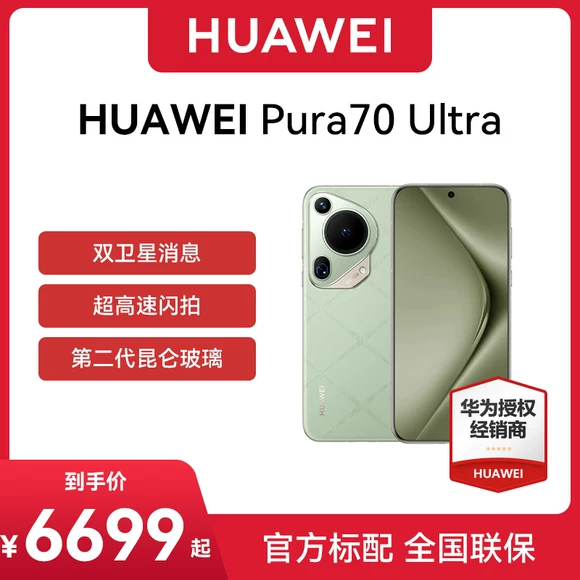 HUAWEI
HUAWEI Pura70 Ultra
双卫星消息
超高速闪拍
第二代昆仑玻璃
HUAWEI
华为授权
经销商
HUAWEI
到手价
¥6699起
官方标配 全国联保